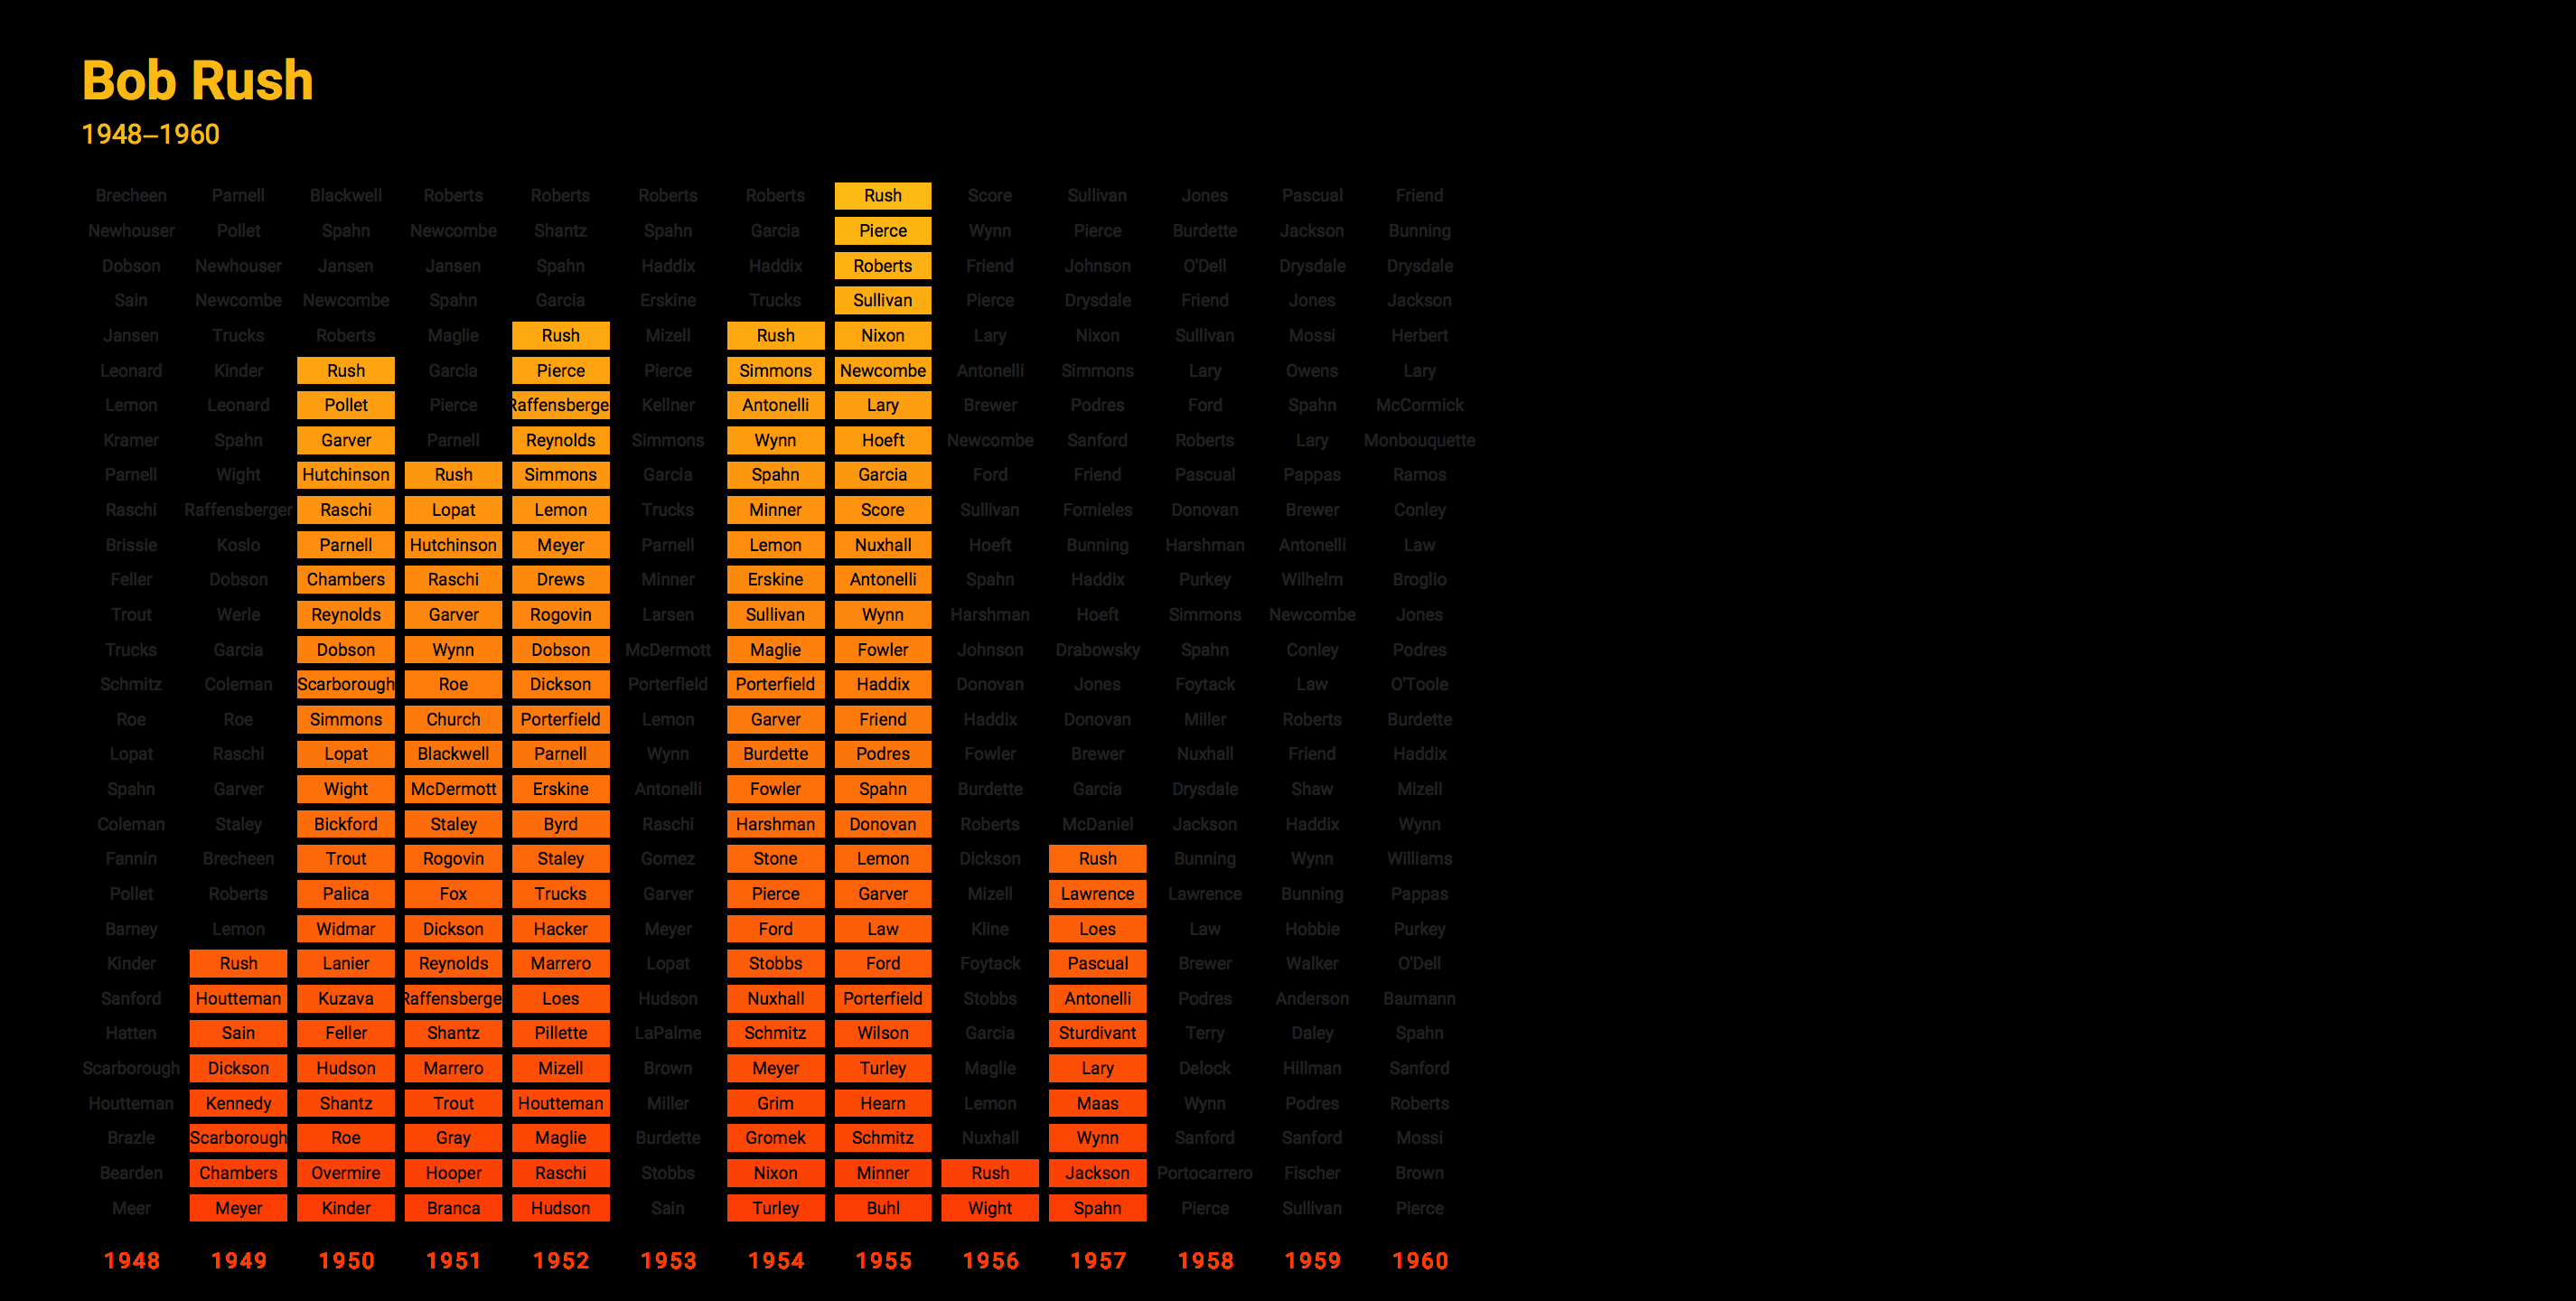 Bob Rush
1948–1960
Brecheen Parnell Blackwell Roberts Roberts Roberts Roberts Rush Score Sullivan Jones Pascual Friend
Newhouser Pollet Spahn Newcombe Shantz Spahn Garcia Pierce Wynn Pierce Burdette Jackson Bunning
Dobson Newhouser Jansen Jansen Spahn Haddix Haddix Roberts Friend Johnson O'Dell Drysdale Drysdale
Sain Newcombe Newcombe Spahn Garcia Erskine Trucks Sullivan Pierce Drysdale Friend Jones Jackson
Jansen Trucks Roberts Maglie Rush Mizell Rush Nixon Lary Nixon Sullivan Mossi Herbert
Leonard Kinder Rush Garcia Pierce Pierce Simmons Newcombe Antonelli Simmons Lary Owens Lary
Lemon Leonard Pollet Pierce Raffensberge Kellner Antonelli Lary Brewer Podres Ford Spahn McCormick
Kramer Spahn Garver Parnell Reynolds Simmons Wynn Hoeft Newcombe Sanford Roberts Lary Monbouquette
Parnell Wight Hutchinson Rush Simmons Garcia Spahn Garcia Ford Friend Pascual Pappas Ramos
Raschi Raffensberger Raschi Lopat Lemon Trucks Minner Score Sullivan Fornieles Donovan Brewer Conley
Brissie Koslo Parnell Hutchinson Meyer Parnell Lemon Nuxhall Hoeft Bunning Harshman Antonelli Law
Feller Dobson Chambers Raschi Drews Minner Erskine Antonelli Spahn Haddix Purkey Wilhelm Broglio
Trout Werle Reynolds Garver Rogovin Larsen Sullivan Wynn Harshman Hoeft Simmons Newcombe Jones
Trucks Garcia Dobson Wynn Dobson McDermott Maglie Fowler Johnson Drabowsky Spahn Conley Podres
Schmitz Coleman Scarborough Roe Dickson Porterfield Porterfield Haddix Donovan Jones Foytack Law O'Toole
Roe Roe Simmons Church Porterfield Lemon Garver Friend Haddix Donovan Miller Roberts Burdette
Lopat Raschi Lopat Blackwell Parnell Wynn Burdette Podres Fowler Brewer Nuxhall Friend Haddix
Spahn Garver Wight McDermott Erskine Antonelli Fowler Spahn Burdette Garcia Drysdale Shaw Mizell
Coleman Staley Bickford Staley Byrd Raschi Harshman Donovan Roberts McDaniel Jackson Haddix Wynn
Fannin Brecheen Trout Rogovin Staley Gomez Stone Lemon Dickson Rush Bunning Wynn Williams
Pollet Roberts Palica Fox Trucks Garver Pierce Garver Mizell Lawrence Lawrence Bunning Pappas
Barney Lemon Widmar Dickson Hacker Meyer Ford Law Kline Loes Law Hobbie Purkey
Kinder Rush Lanier Reynolds Marrero Lopat Stobbs Ford Foytack Pascual Brewer Walker O'Dell
Sanford Houtteman Kuzava Raffensberge Loes Hudson Nuxhall Porterfield Stobbs Antonelli Podres Anderson Baumann
Hatten Sain Feller Shantz Pillette LaPalme Schmitz Wilson Garcia Sturdivant Terry Daley Spahn
Scarborough Dickson Hudson Marrero Mizell Brown Meyer Turley Maglie Lary Delock Hillman Sanford
Houtteman Kennedy Shantz Trout Houtteman Miller Grim Hearn Lemon Maas Wynn Podres Roberts
Brazle Scarborough Roe Gray Maglie Burdette Gromek Schmitz Nuxhall Wynn Sanford Sanford Mossi
Bearden Chambers Overmire Hooper Raschi Stobbs Nixon Minner Rush Jackson Portocarrero Fischer Brown
Meer Meyer Kinder Branca Hudson Sain Turley Buhl Wight Spahn Pierce Sullivan Pierce
1948 1949 1950 1951 1952 1953 1954 1955 1956 1957 1958 1959 1960